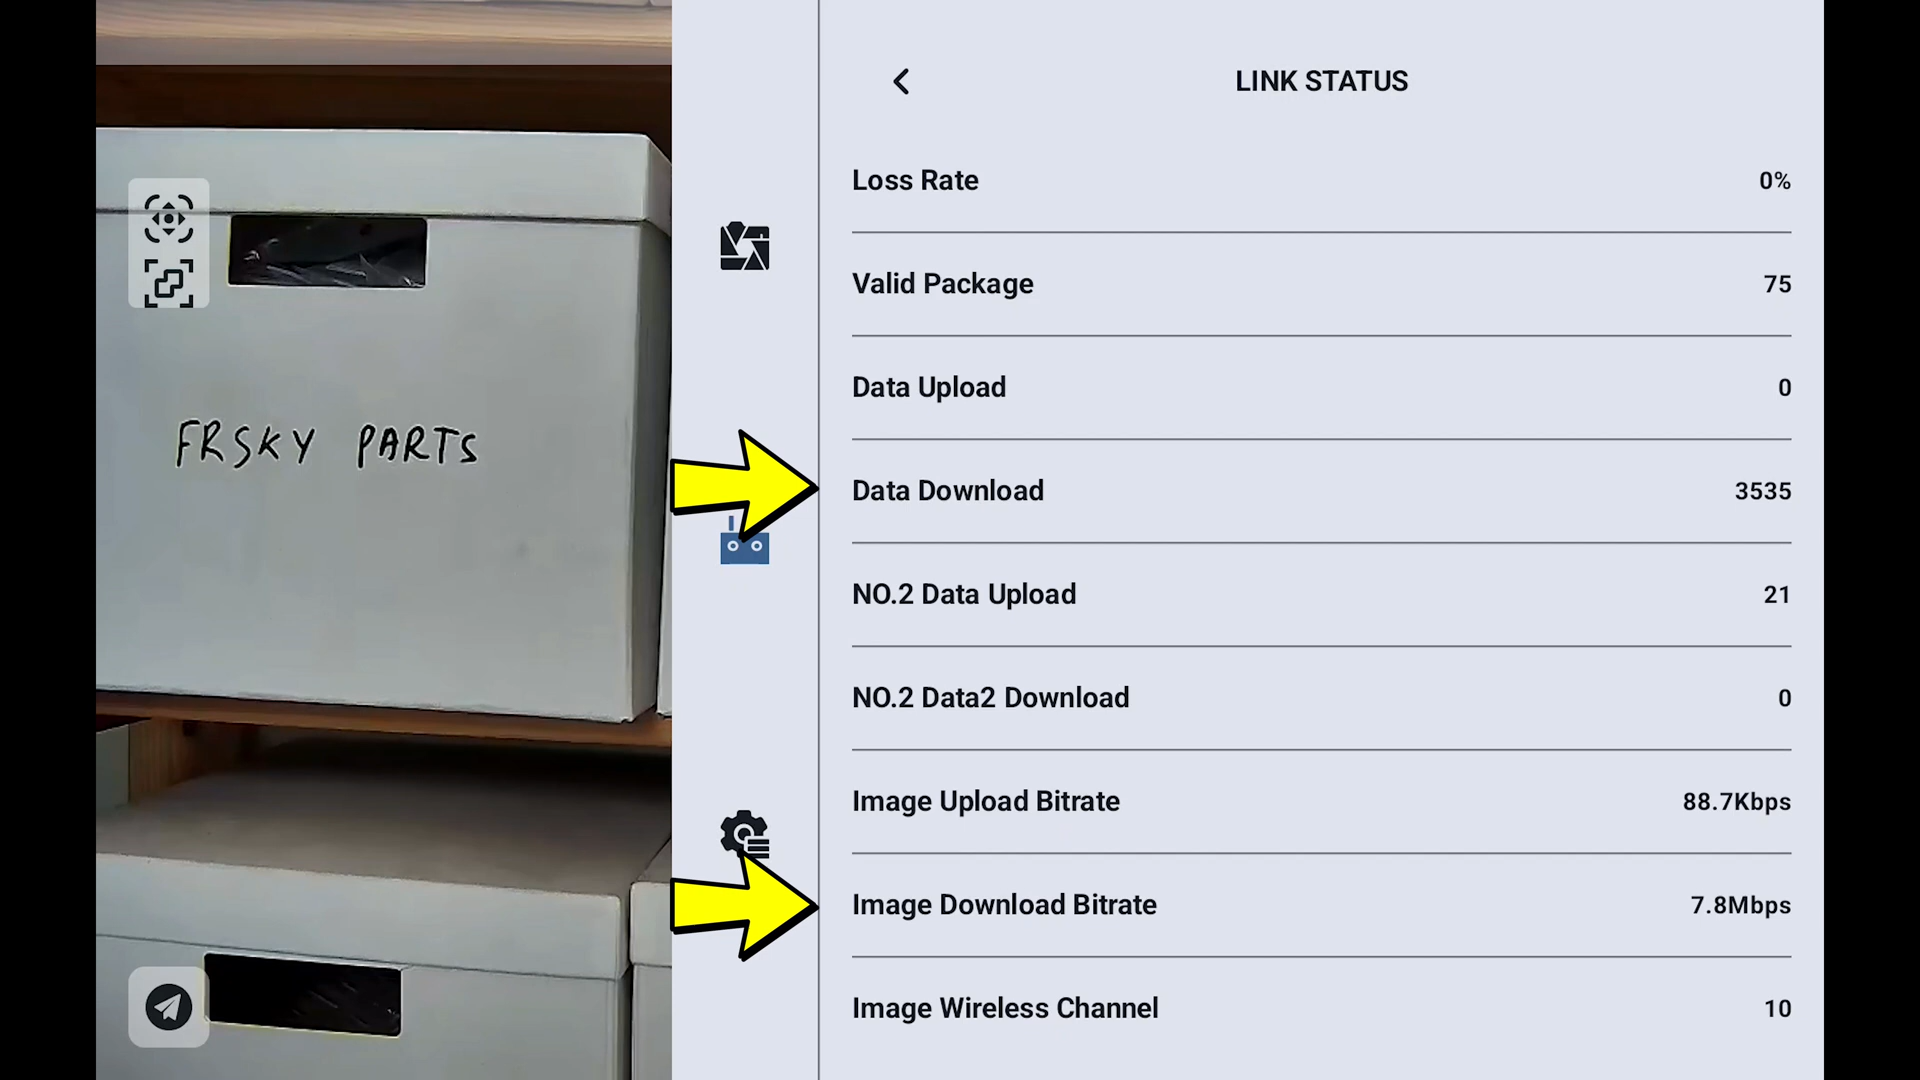 FRSKY PARTS
LINK STATUS
Loss Rate 0%
Valid Package 75
Data Upload 0
Data Download 3535
NO.2 Data Upload 21
NO.2 Data2 Download 0
Image Upload Bitrate 88.7Kbps
Image Download Bitrate 7.8Mbps
Image Wireless Channel 10